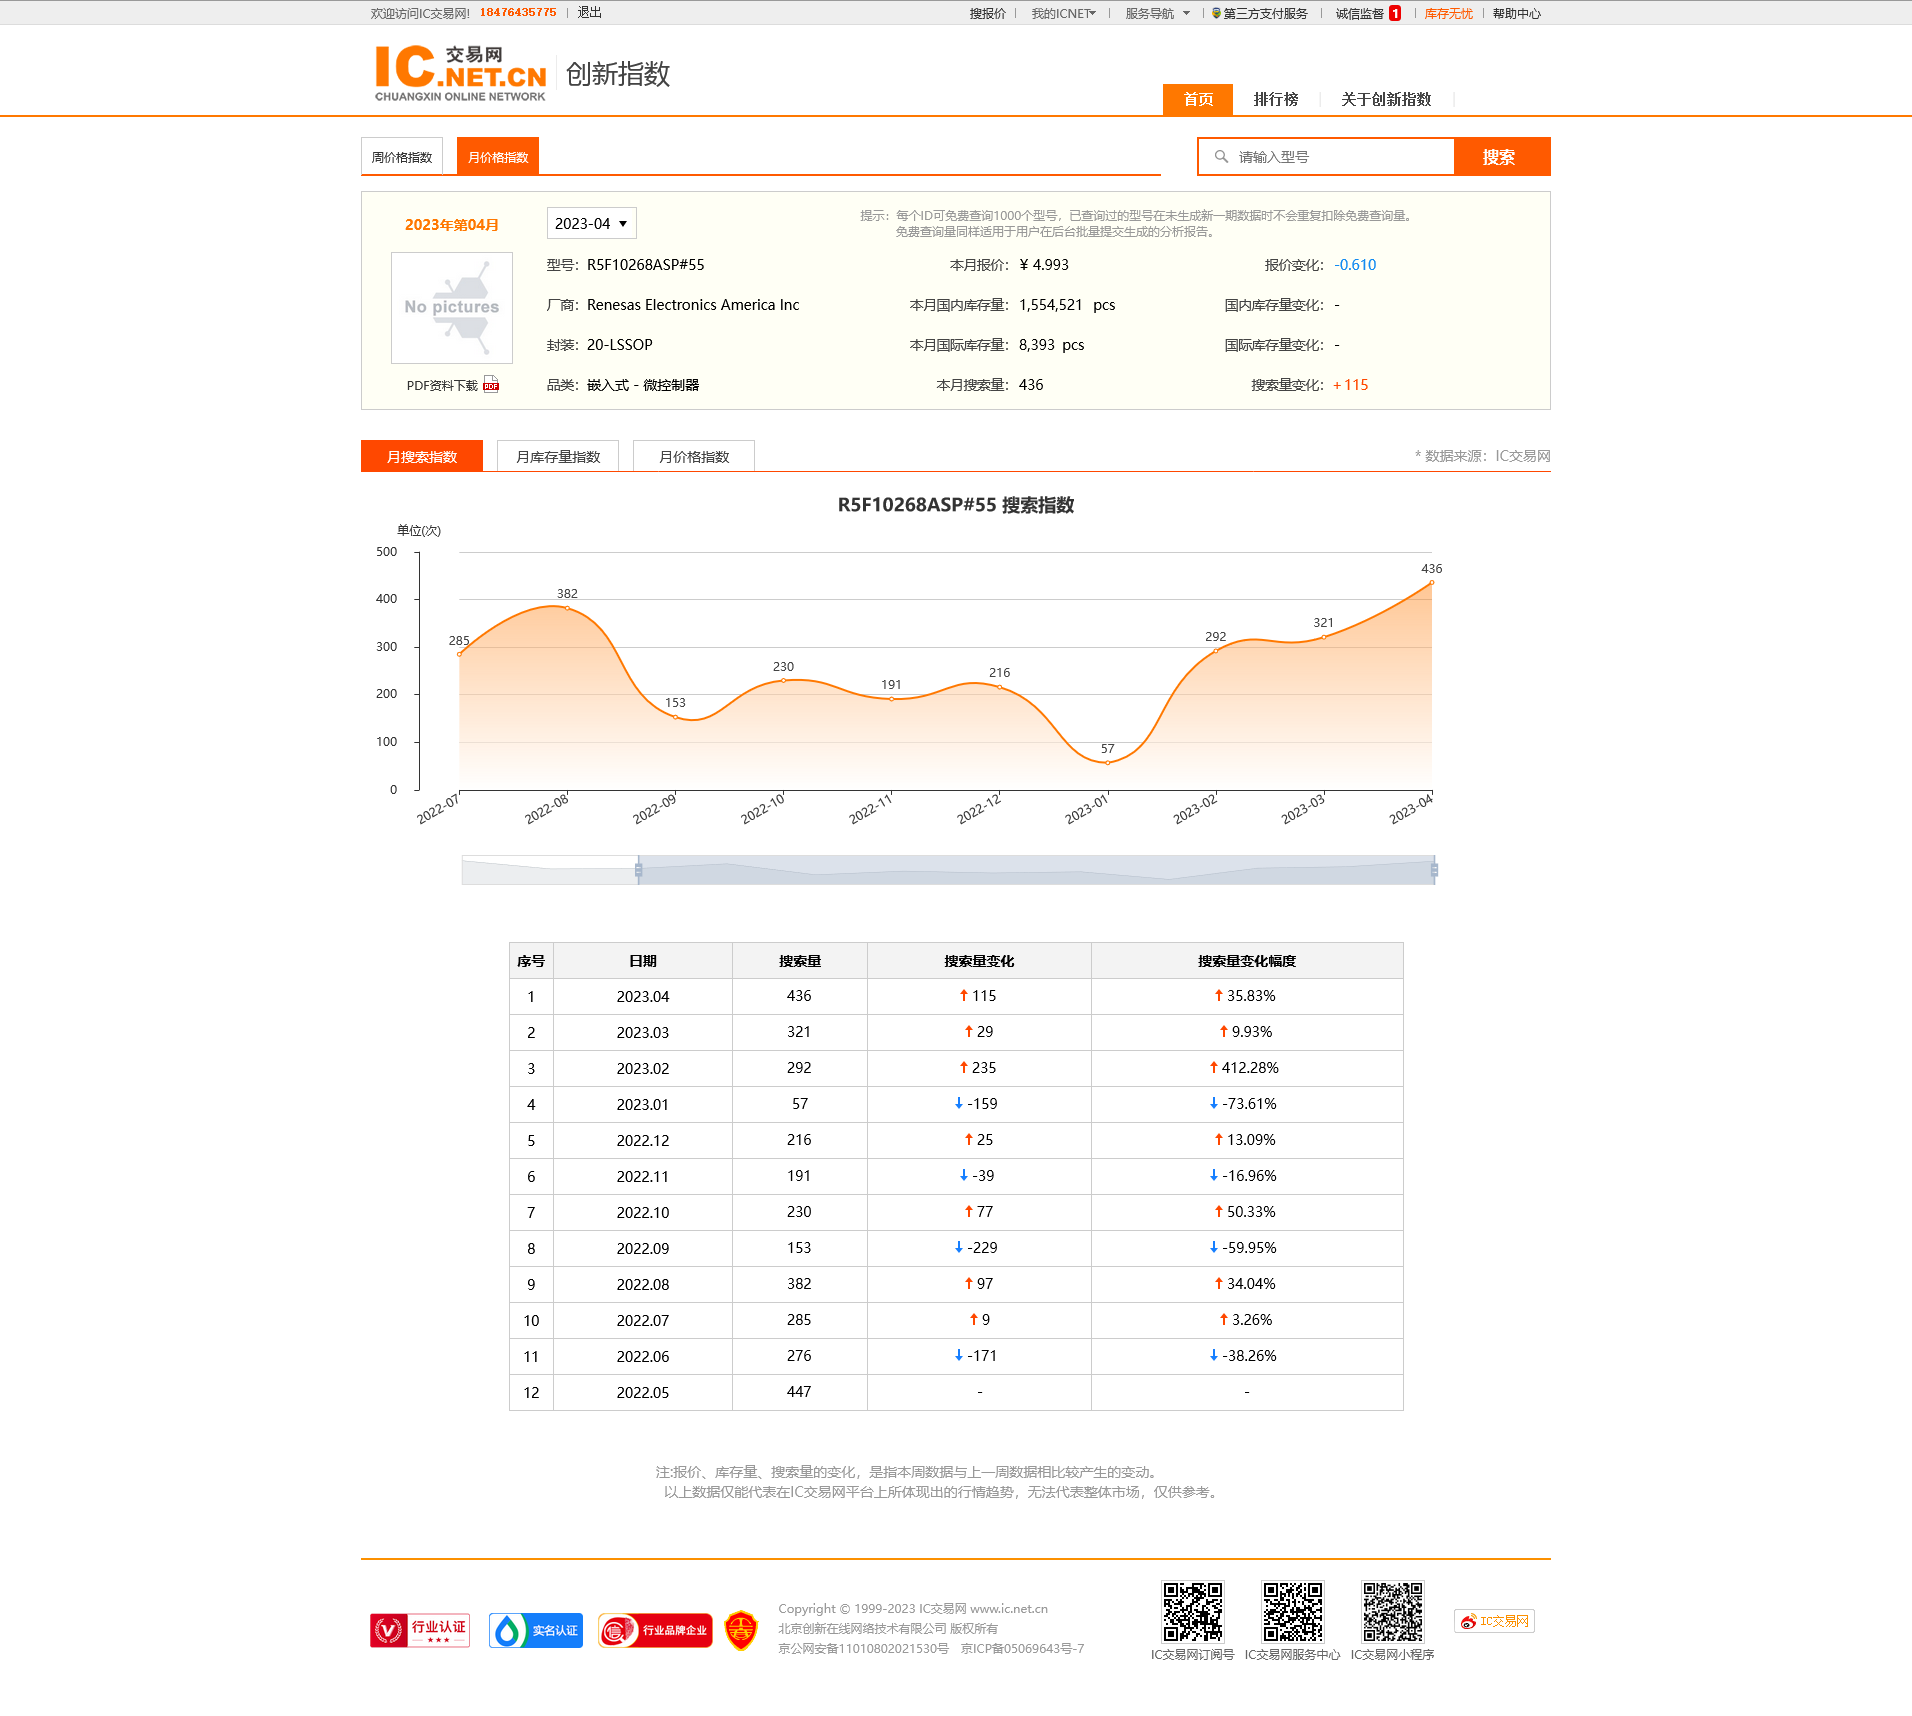 欢迎访问IC交易网! 18476435775 退出 搜报价 我的ICNET 服务导航 第三方支付服务 诚信监督 1 库存无忧 帮助中心
IC.NET.CN 交易网
CHUANGXIN ONLINE NETWORK
创新指数
首页 排行榜 关于创新指数
周价格指数 月价格指数 请输入型号 搜索
2023年第04月 2023-04 提示：每个ID可免费查询1000个型号，已查询过的型号在未生成新一期数据时不会重复扣除免费查询量。
免费查询量同样适用于用户在后台批量提交生成的分析报告。
型号：R5F10268ASP#55 本月报价：¥ 4.993 报价变化：-0.610
No pictures
厂商：Renesas Electronics America Inc 本月国内库存量：1,554,521 pcs 国内库存量变化：-
封装：20-LSSOP 本月国际库存量：8,393 pcs 国际库存量变化：-
PDF资料下载 PDF 品类：嵌入式 - 微控制器 本月搜索量：436 搜索量变化：+115
月搜索指数 月库存量指数 月价格指数 * 数据来源：IC交易网
R5F10268ASP#55 搜索指数
单位(次)
500
400
300
200
100
0
285 382 153 230 191 216 57 292 321 436
2022-07 2022-08 2022-09 2022-10 2022-11 2022-12 2023-01 2023-02 2023-03 2023-04
序号 日期 搜索量 搜索量变化 搜索量变化幅度
1 2023.04 436 ↑ 115 ↑ 35.83%
2 2023.03 321 ↑ 29 ↑ 9.93%
3 2023.02 292 ↑ 235 ↑ 412.28%
4 2023.01 57 ↓ -159 ↓ -73.61%
5 2022.12 216 ↑ 25 ↑ 13.09%
6 2022.11 191 ↓ -39 ↓ -16.96%
7 2022.10 230 ↑ 77 ↑ 50.33%
8 2022.09 153 ↓ -229 ↓ -59.95%
9 2022.08 382 ↑ 97 ↑ 34.04%
10 2022.07 285 ↑ 9 ↑ 3.26%
11 2022.06 276 ↓ -171 ↓ -38.26%
12 2022.05 447 - -
注:报价、库存量、搜索量的变化，是指本周数据与上一周数据相比较产生的变动。
以上数据仅能代表在IC交易网平台上所体现出的行情趋势，无法代表整体市场，仅供参考。
行业认证 实名认证 信 行业品牌企业
Copyright © 1999-2023 IC交易网 www.ic.net.cn
北京创新在线网络技术有限公司 版权所有
京公网安备11010802021530号 京ICP备05069643号-7
IC交易网订阅号 IC交易网服务中心 IC交易网小程序
IC交易网